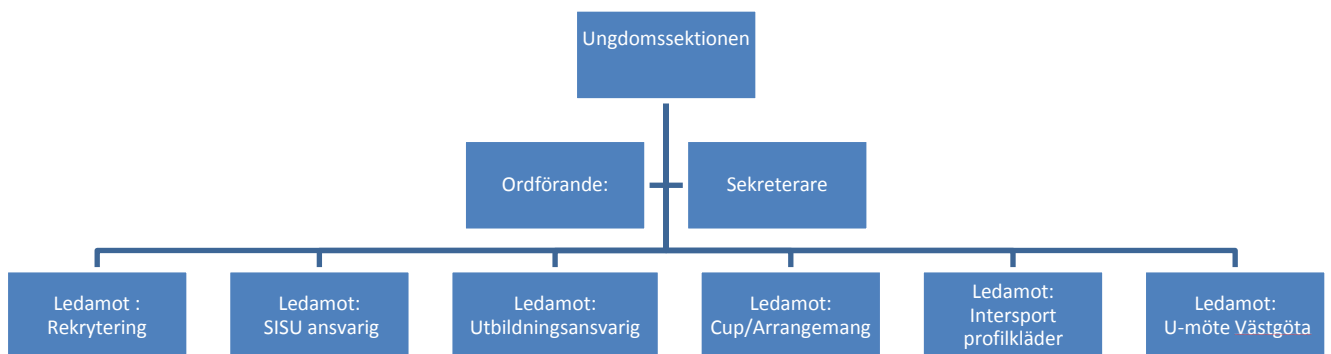 Ungdomssektionen
Ordförande:
Sekreterare
Ledamot :
Rekrytering
Ledamot:
SISU ansvarig
Ledamot:
Utbildningsansvarig
Ledamot:
Cup/Arrangemang
Ledamot:
Intersport
profilkläder
Ledamot:
U-möte Västgöta